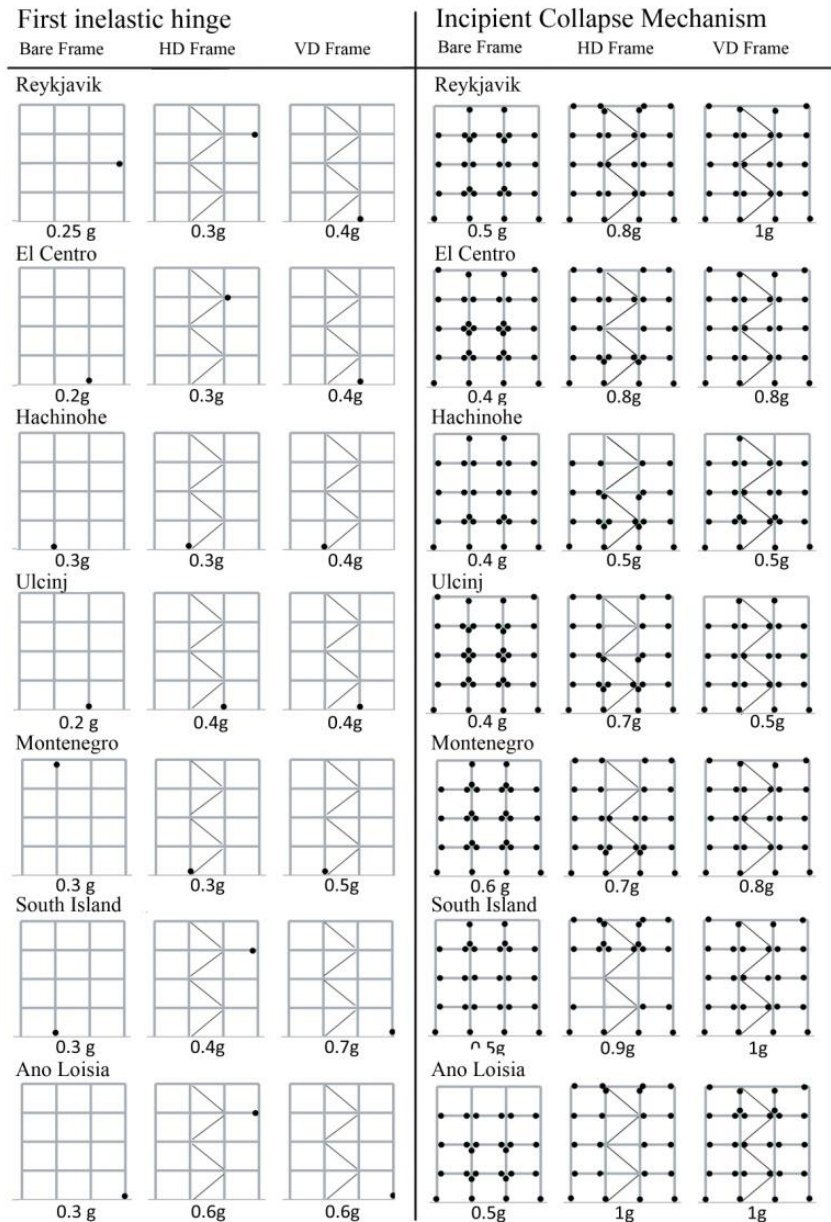 First inelastic hinge
Incipient Collapse Mechanism
Bare Frame HD Frame VD Frame
Bare Frame HD Frame VD Frame
Reykjavik
Reykjavik
0.25 g 0.3g 0.4g
0.5 g 0.8g 1g
El Centro
El Centro
0.2g 0.3g 0.4g
0.4 g 0.8g 0.8g
Hachinohe
Hachinohe
0.3g 0.3g 0.4g
0.4 g 0.5g 0.5g
Ulcinj
Ulcinj
0.2 g 0.4g 0.4g
0.4 g 0.7g 0.5g
Montenegro
Montenegro
0.3 g 0.3g 0.5g
0.6 g 0.7g 0.8g
South Island
South Island
0.3 g 0.4g 0.7g
0.5g 0.9g 1g
Ano Loisia
Ano Loisia
0.3 g 0.6g 0.6g
0.5g 1g 1g